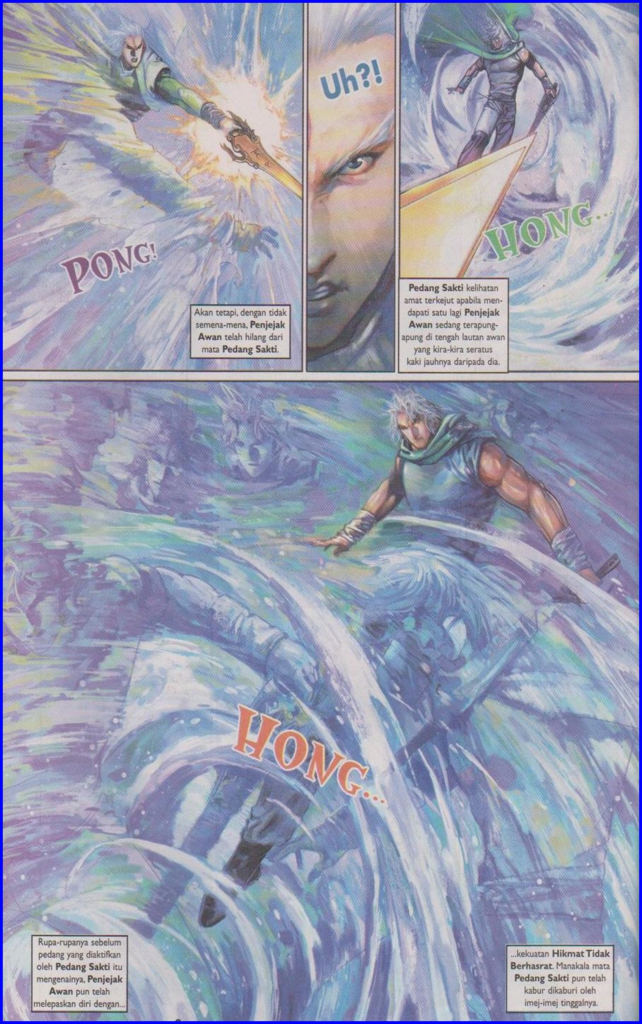 Uh?!
PONG!
Akan tetapi, dengan tidak
semena-mena, Penjejak
Awan telah hilang dari
mata Pedang Sakti.
HONG...
Pedang Sakti kelihatan
amat terkejut apabila men-
dapati satu lagi Penjejak
Awan sedang terapung-
apung di tengah lautan awan
yang kira-kira seratus
kaki jauhnya daripada dia.
HONG...
Rupa-rupanya sebelum
pedang yang diaktifkan
oleh Pedang Sakti itu
mengenainya, Penjejak
Awan pun telah
melepaskan diri dengan...
...kekuatan Hikmat Tidak
Berhasrat. Manakala mata
Pedang Sakti pun telah
kabur dikaburi oleh
imej-imej tinggalnya.